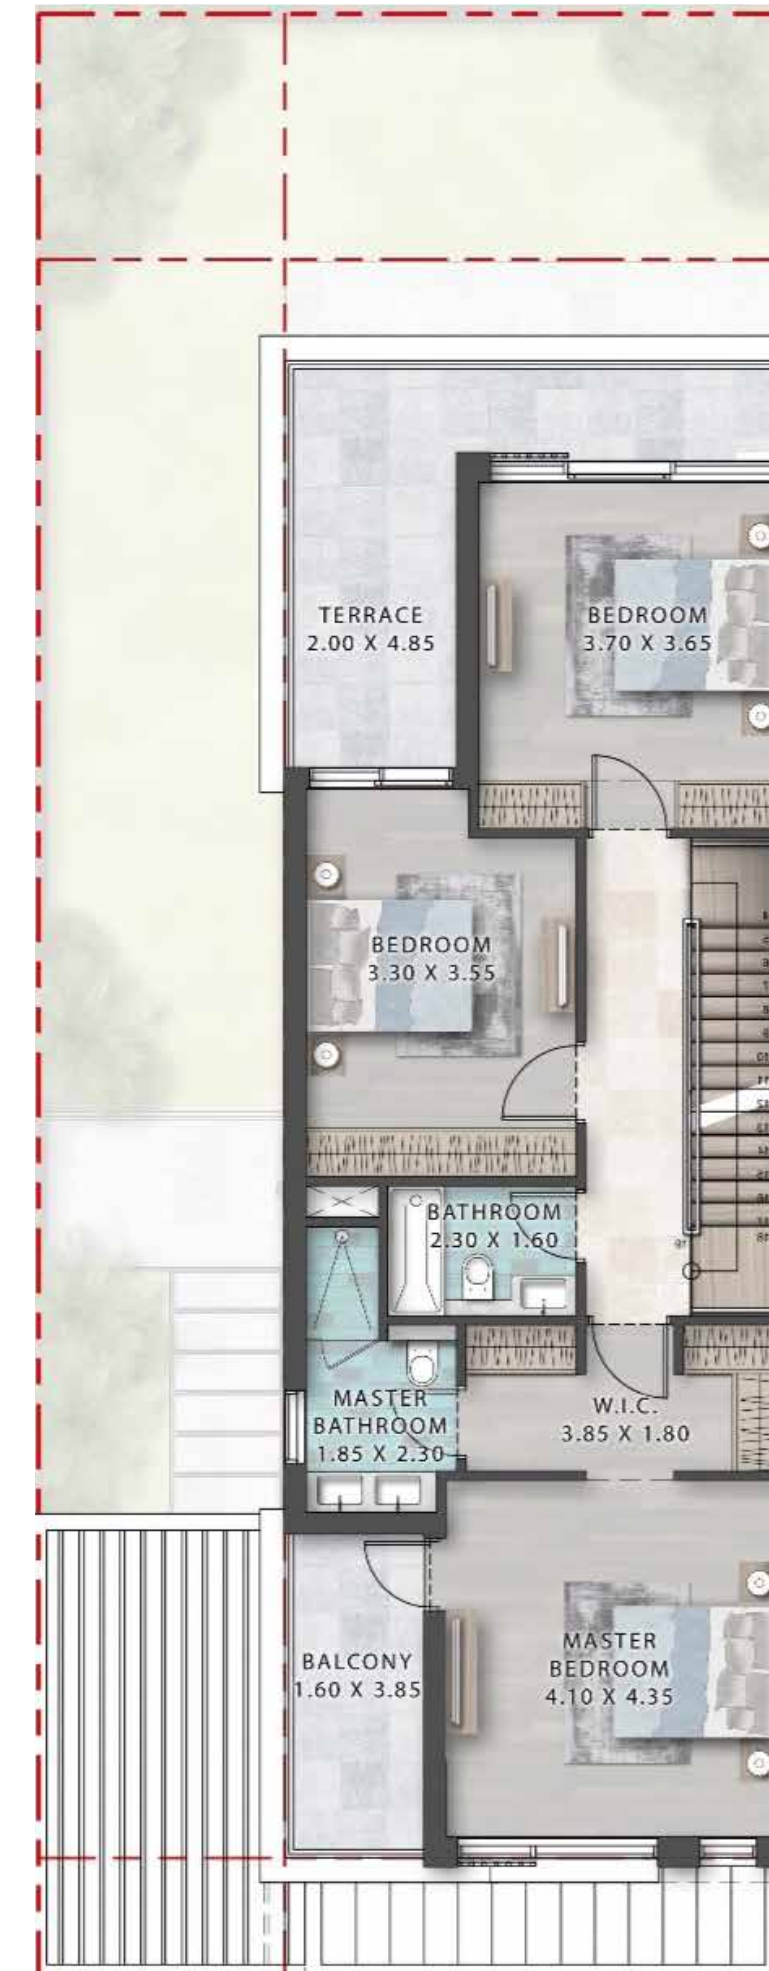 TERRACE
2.00 X 4.85
BEDROOM
3.70 X 3.65
BEDROOM
3.30 X 3.55
BATHROOM
2.30 X 1.60
MASTER
BATHROOM
1.85 X 2.30
W.I.C.
3.85 X 1.80
BALCONY
1.60 X 3.85
MASTER
BEDROOM
4.10 X 4.35